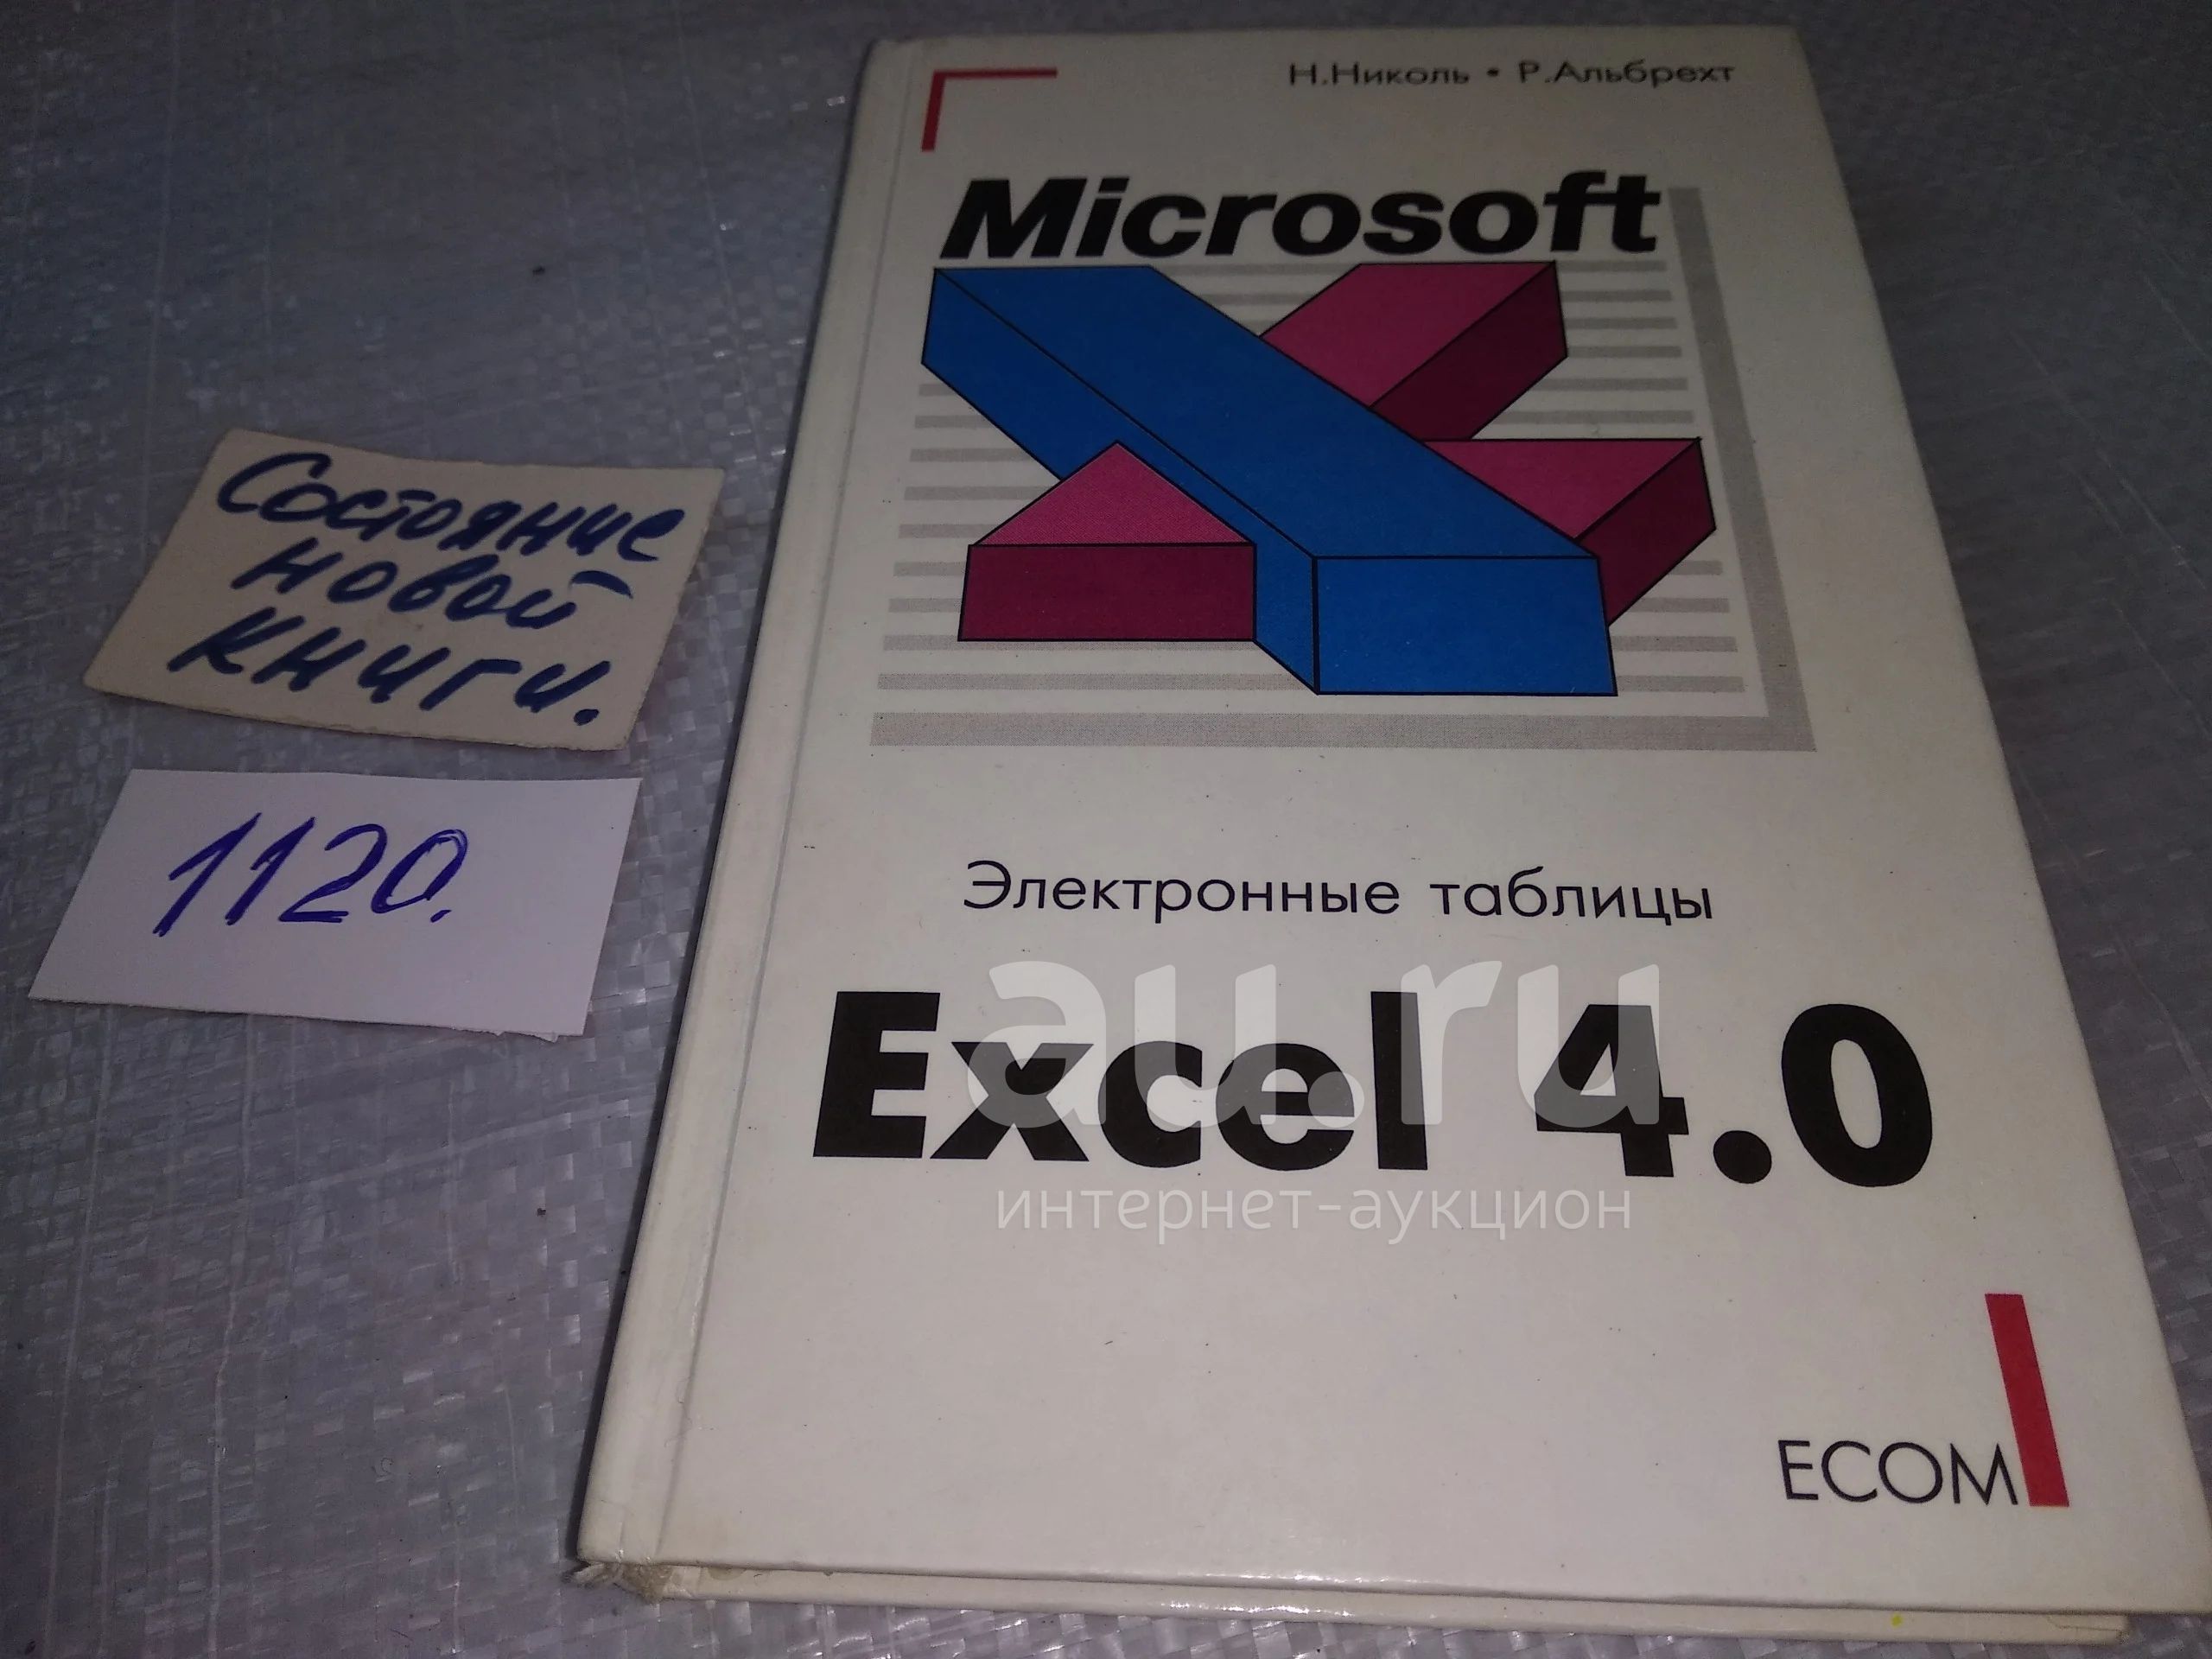 Н.Николь • Р.Альбрехт
Microsoft
Состояние
новой
книги.
1120.
Электронные таблицы
au.ru
Excel 4.0
интернет-аукцион
ECOM